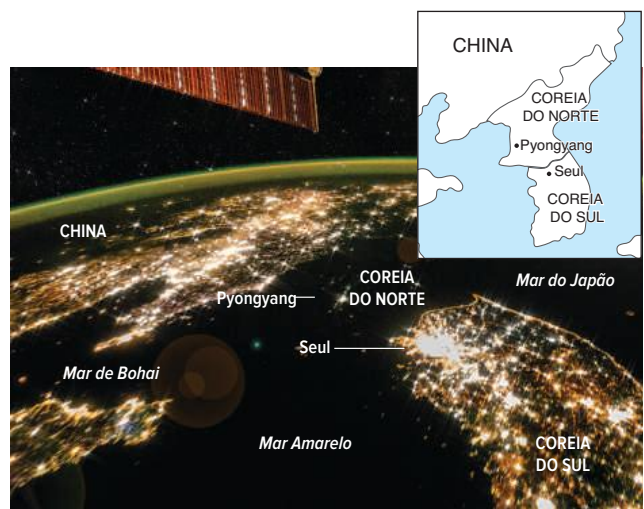 CHINA
COREIA
DO NORTE
Pyongyang
Seul
COREIA
DO SUL
CHINA
COREIA
DO NORTE
Pyongyang
Mar do Japão
Seul
Mar de Bohai
Mar Amarelo
COREIA
DO SUL